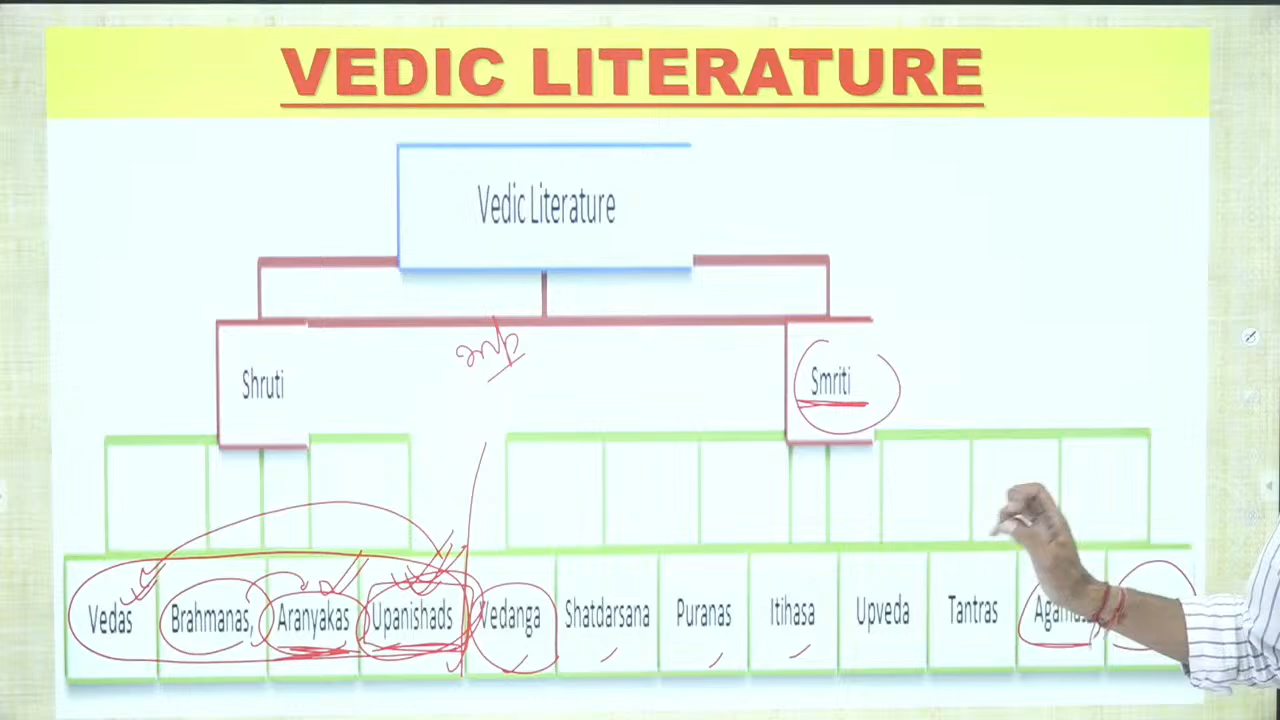 VEDIC LITERATURE
Vedic Literature
Shruti
Smriti
Vedas Brahmanas, Aranyakas Upanishads Vedanga Shatdarsana Puranas Itihasa Upveda Tantras